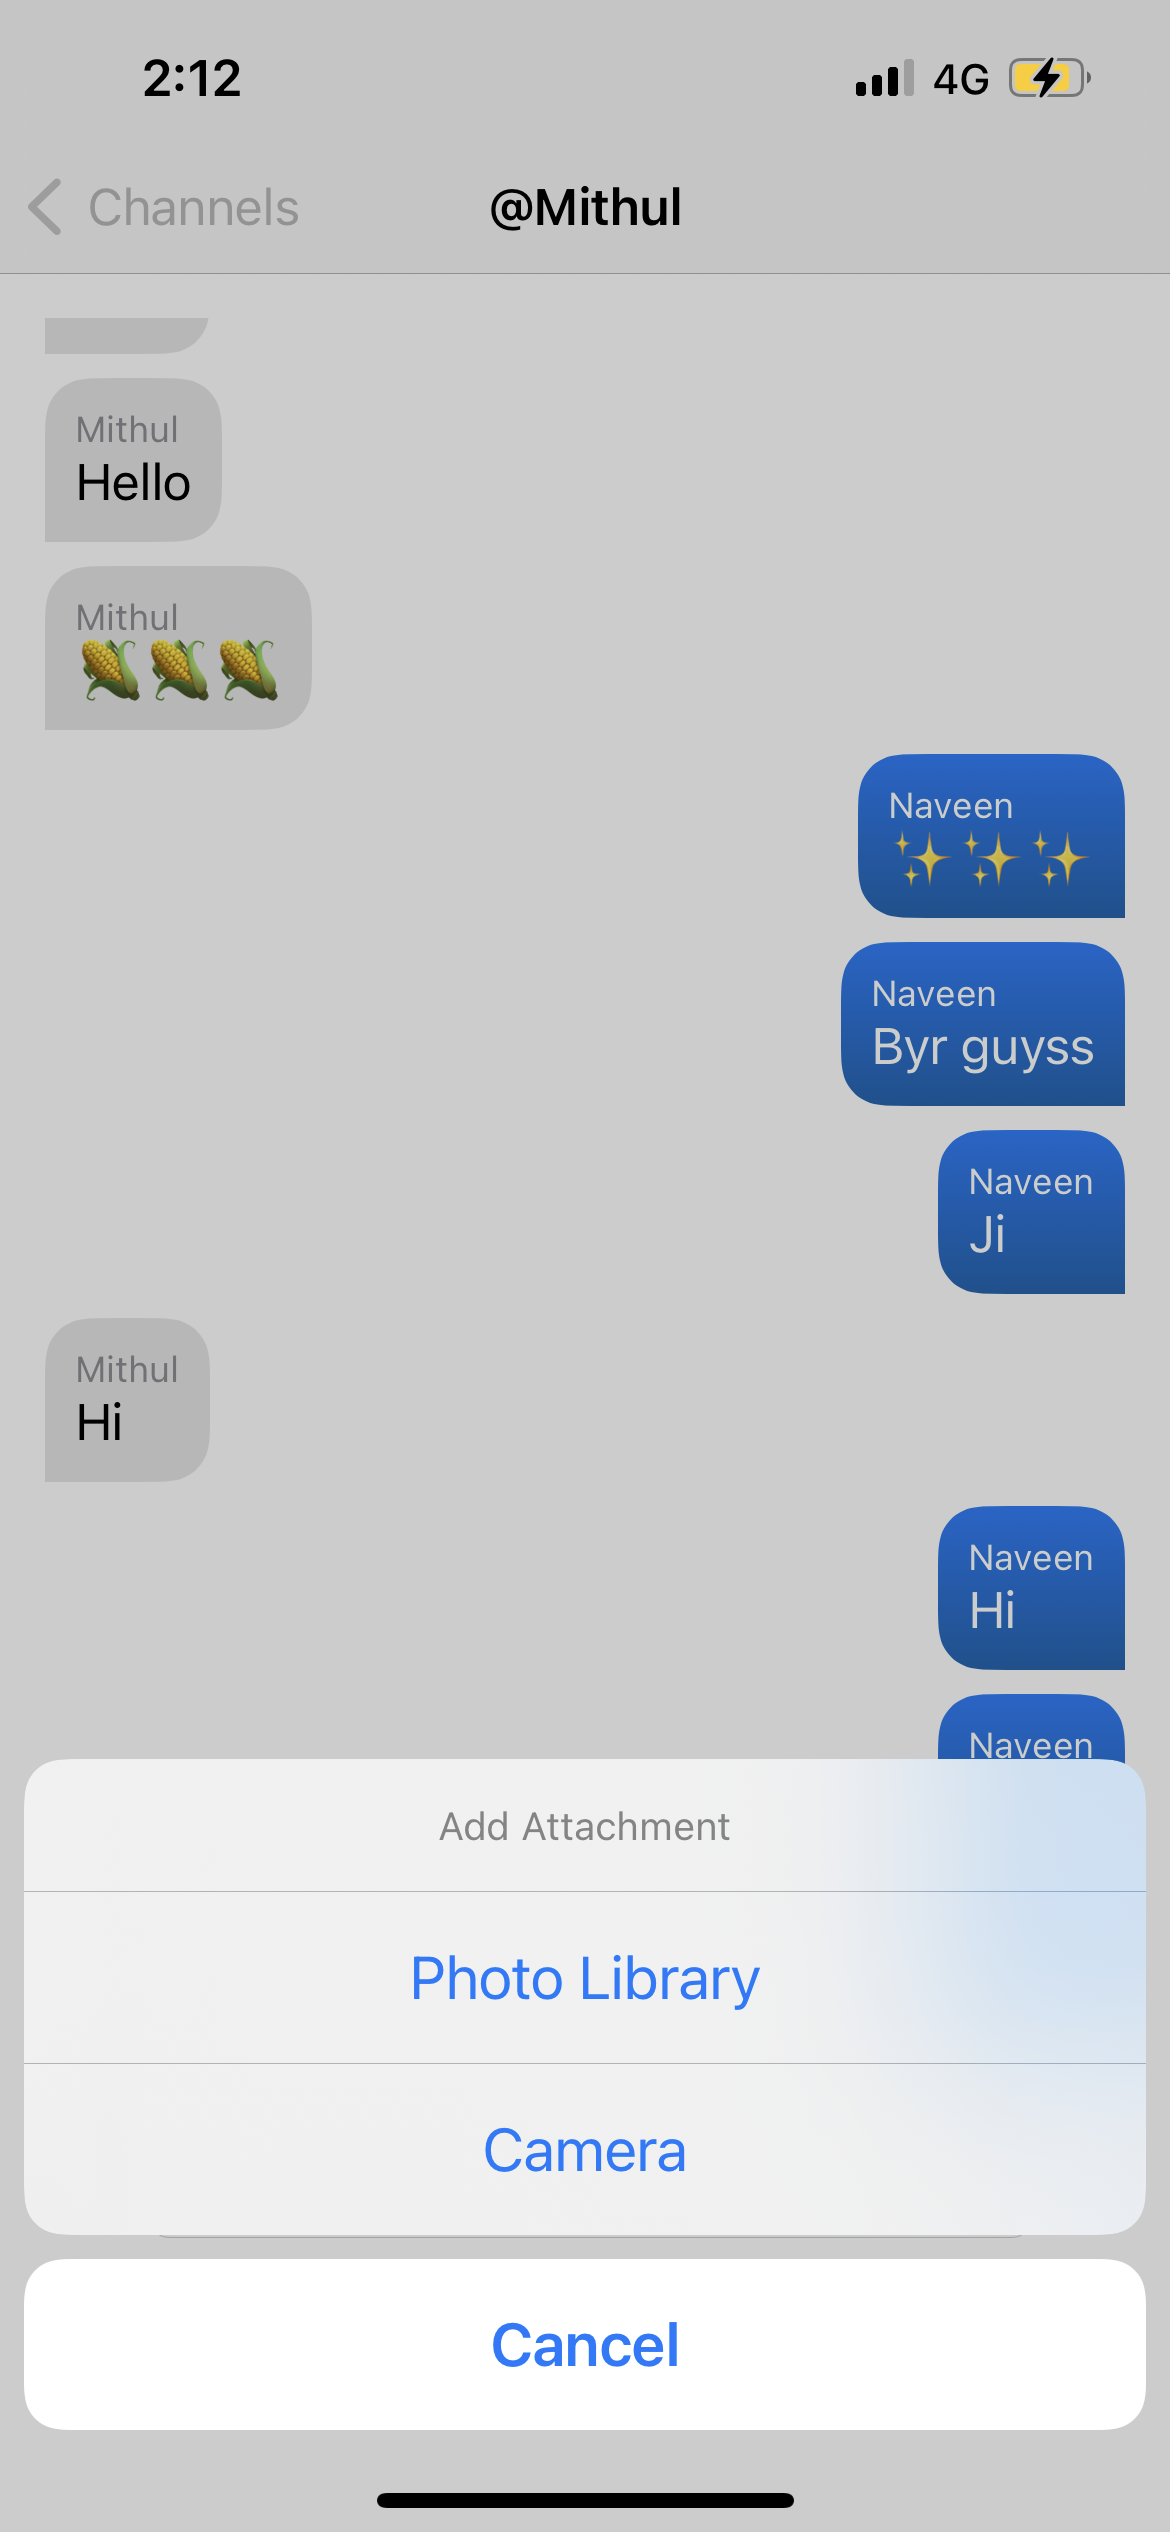 2:12 4G
Channels @Mithul
Mithul
Hello
Mithul
🌽🌽🌽
Naveen
✨✨✨
Naveen
Byr guyss
Naveen
Ji
Mithul
Hi
Naveen
Hi
Naveen
Add Attachment
Photo Library
Camera
Cancel